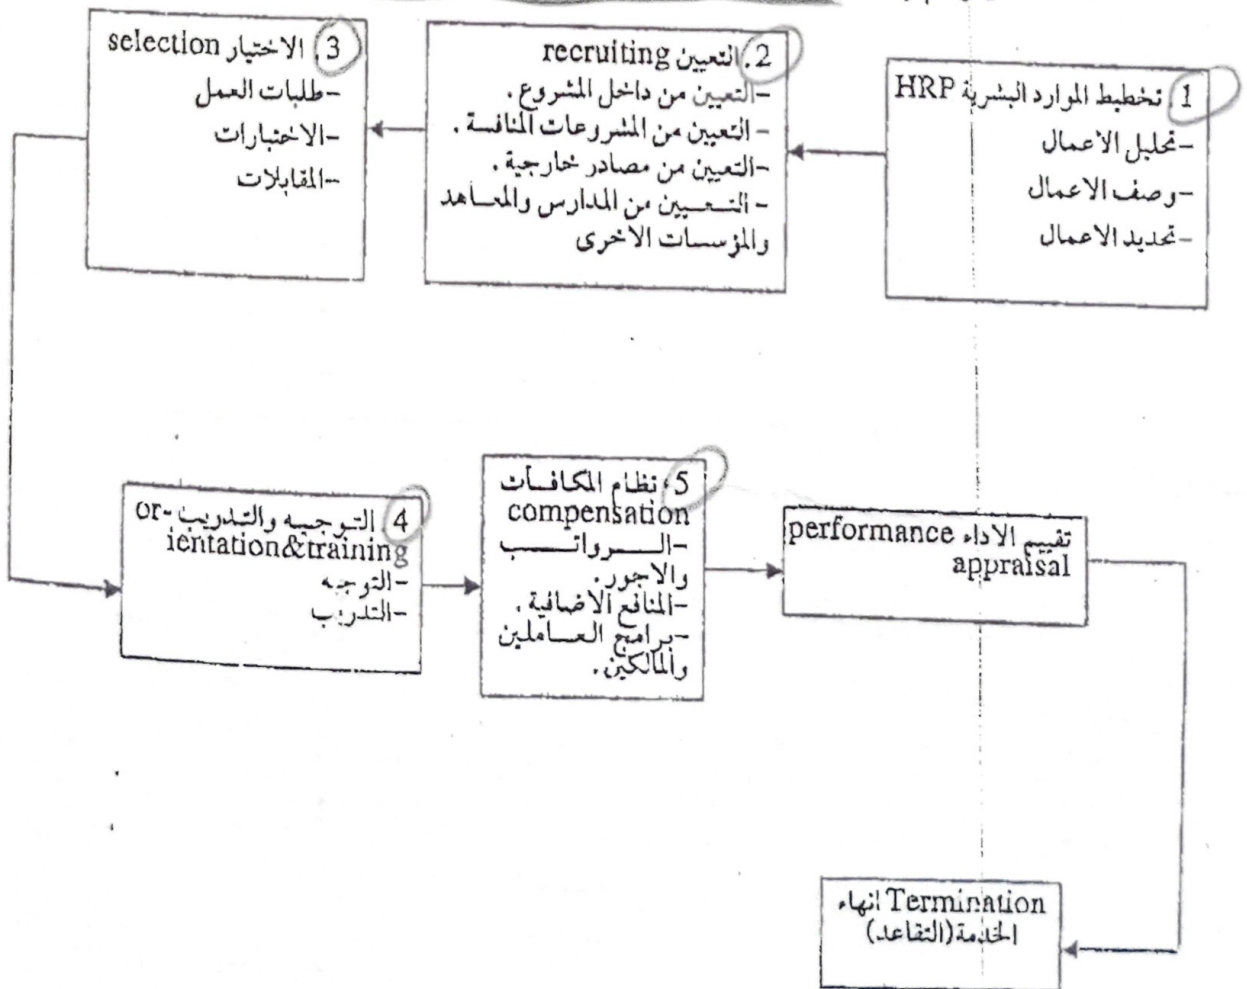 1. تخطيط الموارد البشرية HRP
-تحليل الأعمال
-وصف الاعمال
-تحديد الاعمال
2. التعيين recruiting
-التعيين من داخل المشروع .
- التعيين من المشروعات المنافسة .
-التعيين من مصادر خارجية .
- التعيين من المدارس والمعاهد
والمؤسسات الاخرى
3. الاختيار selection
-طلبات العمل
-الاختبارات
-المقابلات
4. التوجيه والتدريب or-
ientation&training
-التوجيه
-التدريب
5. نظام المكافآت
compensation
-الرواتب
والاجور.
-المنافع الاضافية .
-برامج العاملين
والمالكين.
تقييم الاداء performance
appraisal
Termination انهاء
الخدمة(التقاعد)